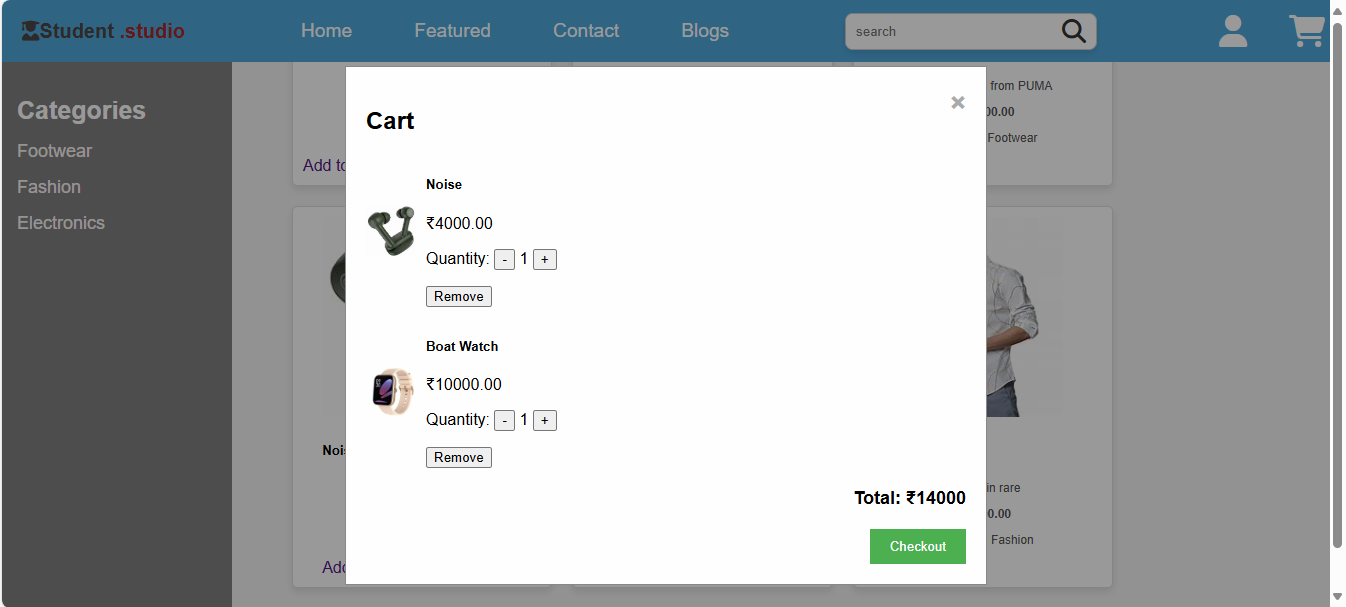 Student .studio
Home Featured Contact Blogs
search
Categories
Footwear
Fashion
Electronics
from PUMA
00.00
Footwear
Add to
Cart
×
Noise
₹4000.00
Quantity: - 1 +
Remove
Boat Watch
₹10000.00
Quantity: - 1 +
Remove
Total: ₹14000
Checkout
in rare
0.00
Fashion